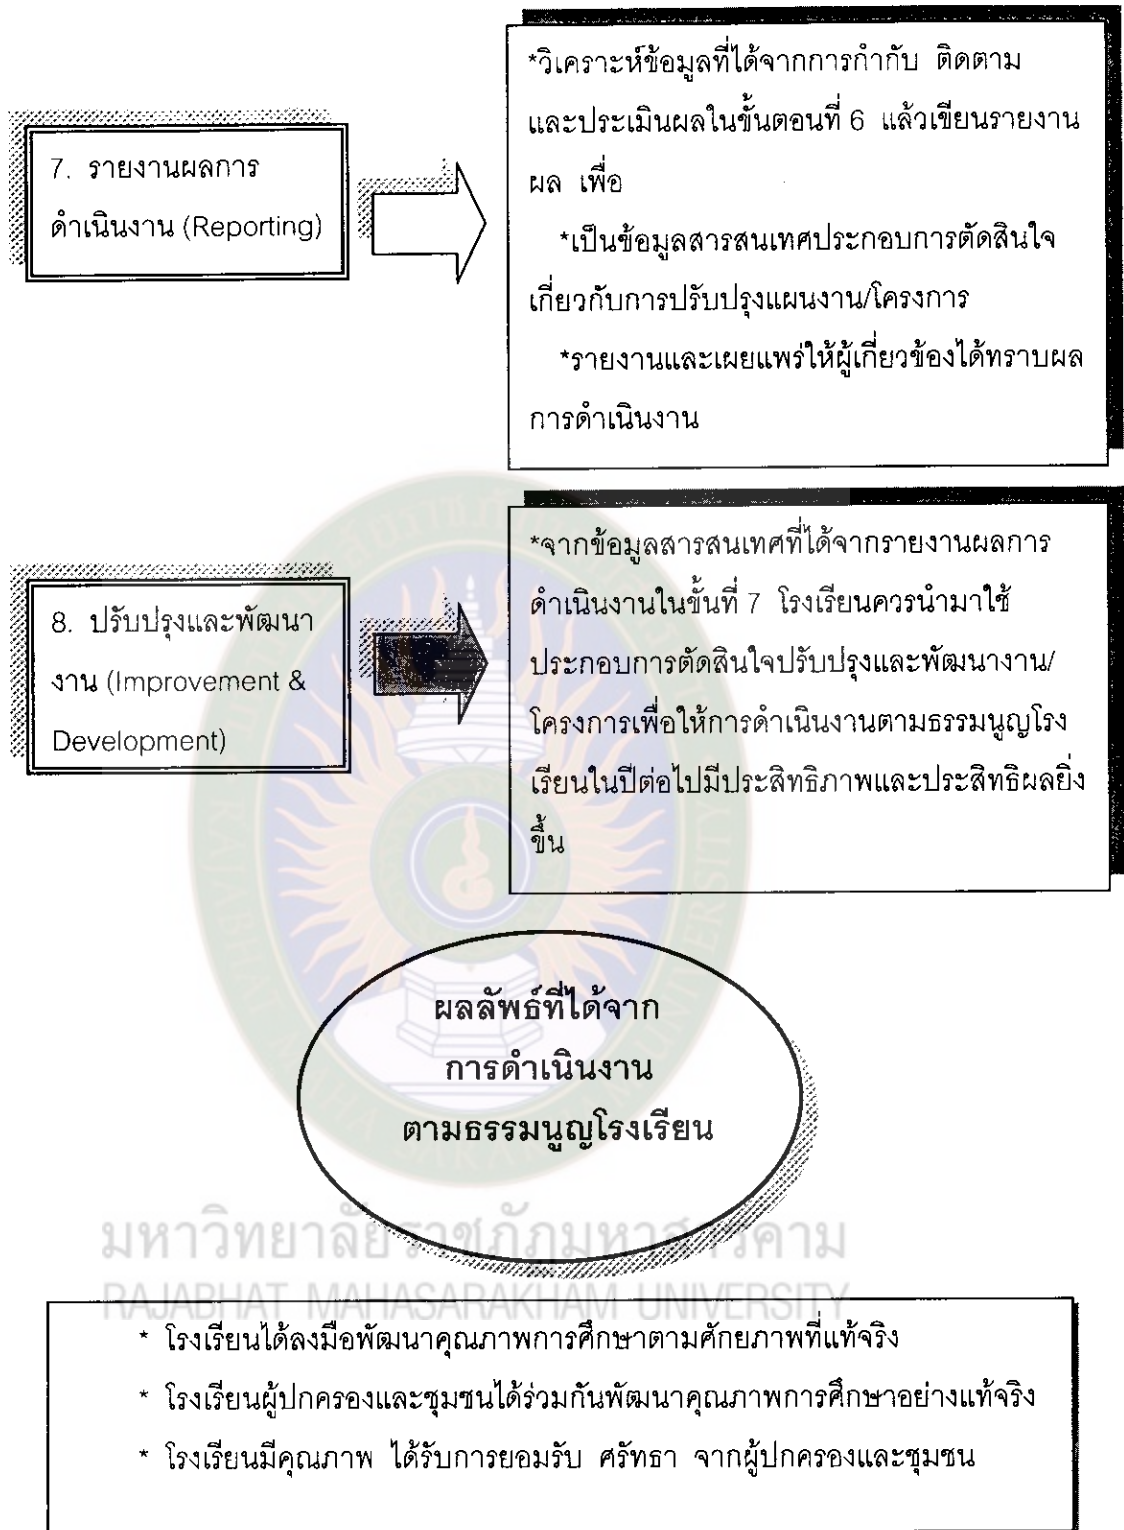 7. รายงานผลการ
ดำเนินงาน (Reporting)
*วิเคราะห์ข้อมูลที่ได้จากการกำกับ ติดตาม
และประเมินผลในขั้นตอนที่ 6 แล้วเขียนรายงาน
ผล เพื่อ
*เป็นข้อมูลสารสนเทศประกอบการตัดสินใจ
เกี่ยวกับการปรับปรุงแผนงาน/โครงการ
*รายงานและเผยแพร่ให้ผู้เกี่ยวข้องได้ทราบผล
การดำเนินงาน
8. ปรับปรุงและพัฒนา
งาน (Improvement &
Development)
*จากข้อมูลสารสนเทศที่ได้จากรายงานผลการ
ดำเนินงานในขั้นที่ 7 โรงเรียนควรนำมาใช้
ประกอบการตัดสินใจปรับปรุงและพัฒนางาน/
โครงการเพื่อให้การดำเนินงานตามธรรมนูญโรง
เรียนในปีต่อไปมีประสิทธิภาพและประสิทธิผลยิ่ง
ขึ้น
ผลลัพธ์ที่ได้จาก
การดำเนินงาน
ตามธรรมนูญโรงเรียน
มหาวิทยาลัยราชภัฏมหาสารคาม
RAJABHAT MAHASARAKHAM UNIVERSITY
* โรงเรียนได้ลงมือพัฒนาคุณภาพการศึกษาตามศักยภาพที่แท้จริง
* โรงเรียนผู้ปกครองและชุมชนได้ร่วมกันพัฒนาคุณภาพการศึกษาอย่างแท้จริง
* โรงเรียนมีคุณภาพ ได้รับการยอมรับ ศรัทธา จากผู้ปกครองและชุมชน